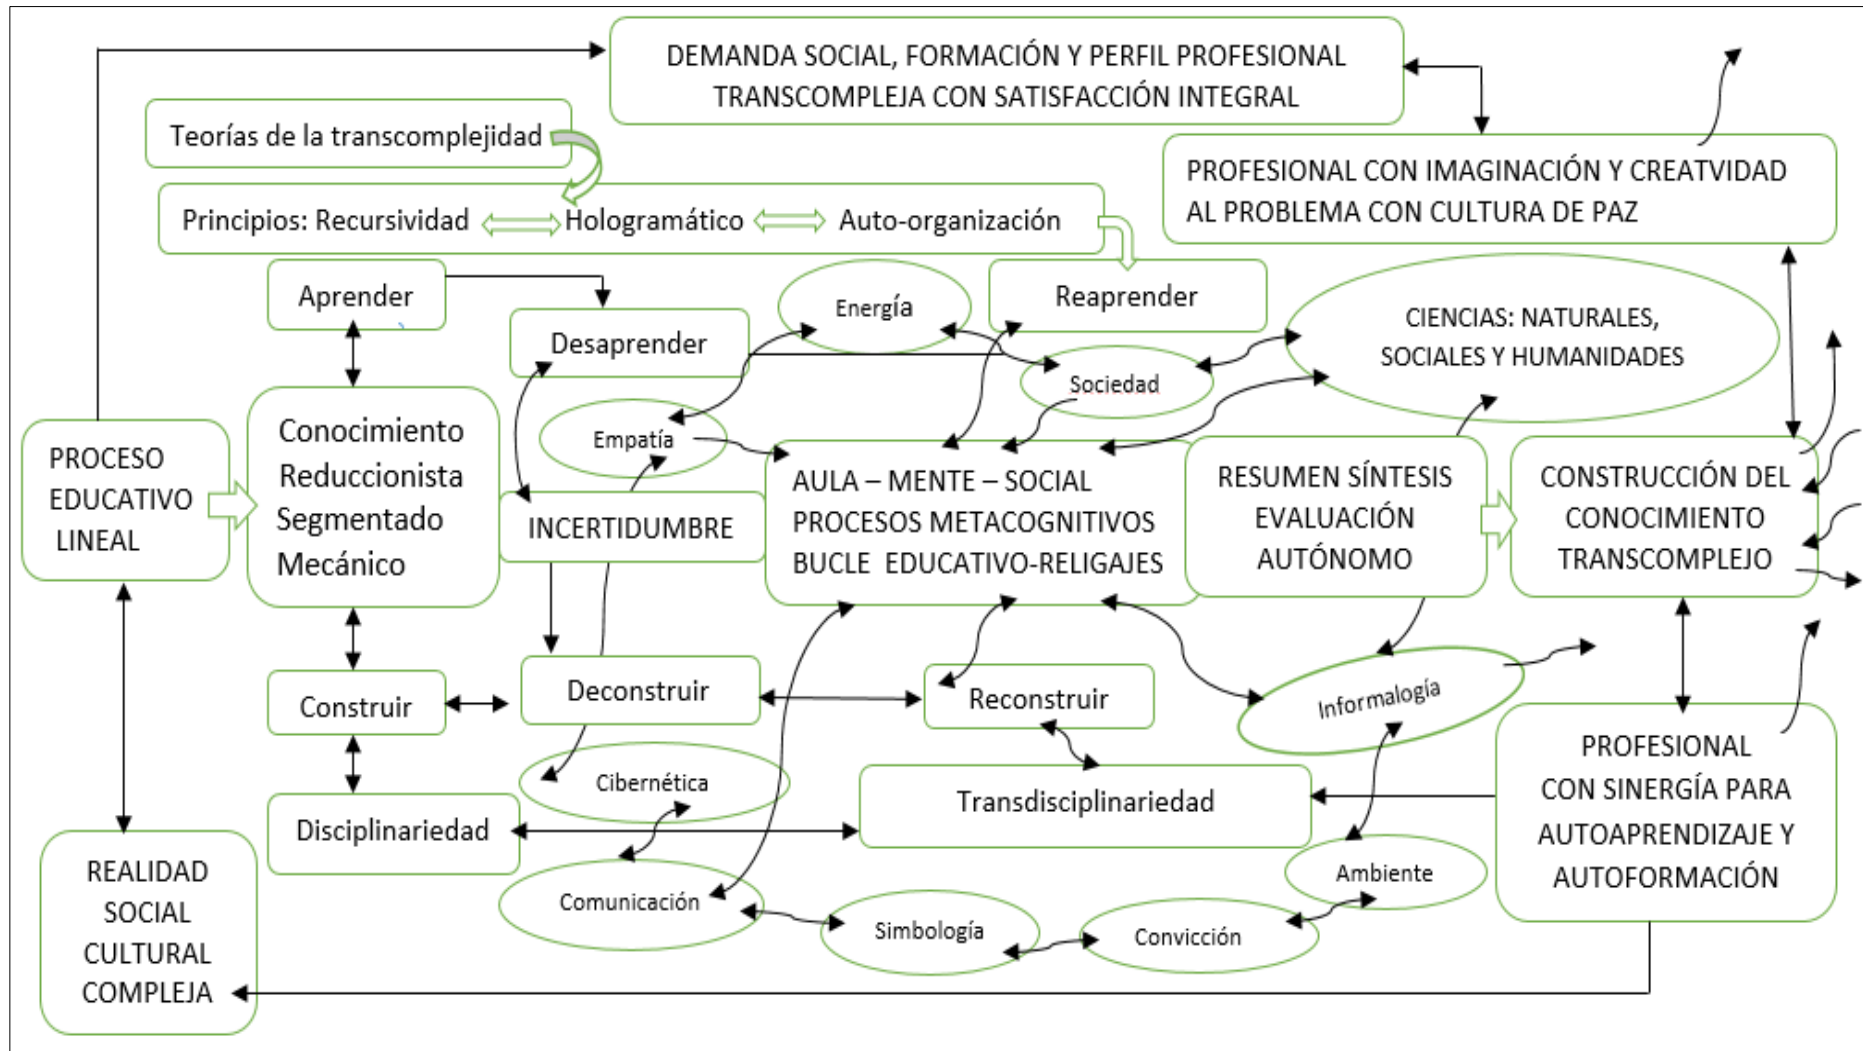 DEMANDA SOCIAL, FORMACIÓN Y PERFIL PROFESIONAL
TRANSCOMPLEJA CON SATISFACCIÓN INTEGRAL
Teorías de la transcomplejidad
PROFESIONAL CON IMAGINACIÓN Y CREATVIDAD
AL PROBLEMA CON CULTURA DE PAZ
Principios: Recursividad Hologramático Auto-organización
Aprender
Desaprender
Energía
Reaprender
Sociedad
CIENCIAS: NATURALES,
SOCIALES Y HUMANIDADES
PROCESO
EDUCATIVO
LINEAL
Conocimiento
Reduccionista
Segmentado
Mecánico
Empatía
INCERTIDUMBRE
AULA – MENTE – SOCIAL
PROCESOS METACOGNITIVOS
BUCLE EDUCATIVO-RELIGAJES
RESUMEN SÍNTESIS
EVALUACIÓN
AUTÓNOMO
CONSTRUCCIÓN DEL
CONOCIMIENTO
TRANSCOMPLEJO
Construir
Deconstruir
Reconstruir
Informalogía
Cibernética
Disciplinariedad
Transdisciplinariedad
PROFESIONAL
CON SINERGÍA PARA
AUTOAPRENDIZAJE Y
AUTOFORMACIÓN
REALIDAD
SOCIAL
CULTURAL
COMPLEJA
Comunicación
Simbología
Convicción
Ambiente